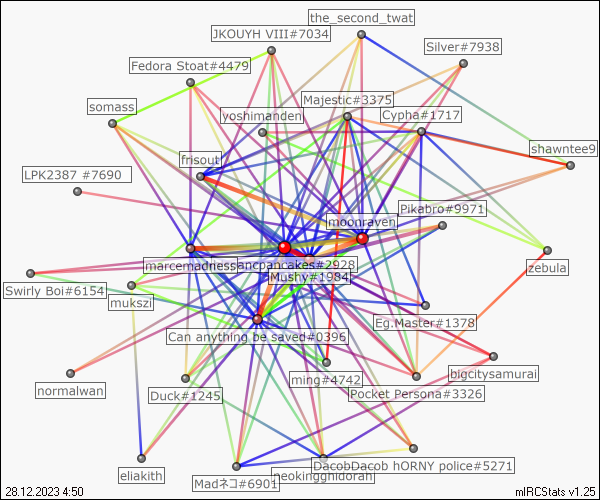 the_second_twat
JKOUYH VIII#7034
Silver#7938
Fedora Stoat#4479
Majestic#3375
somass
yoshimanden
Cypha#1717
shawntee9
frisout
LPK2387 #7690
Pikabro#9971
moonraven
zebula
marcemadnessancpancakes#2928
Mushy#1984
Swirly Boi#6154
mukszi
Eg.Master#1378
Can anything be saved#0396
bigcitysamurai
ming#4742
normalwan
Duck#1245
Pocket Persona#3326
DacobDacob hORNY police#5271
eliakith
neokingghidorah
Madネコ#6901
28.12.2023 4:50
mIRCStats v1.25